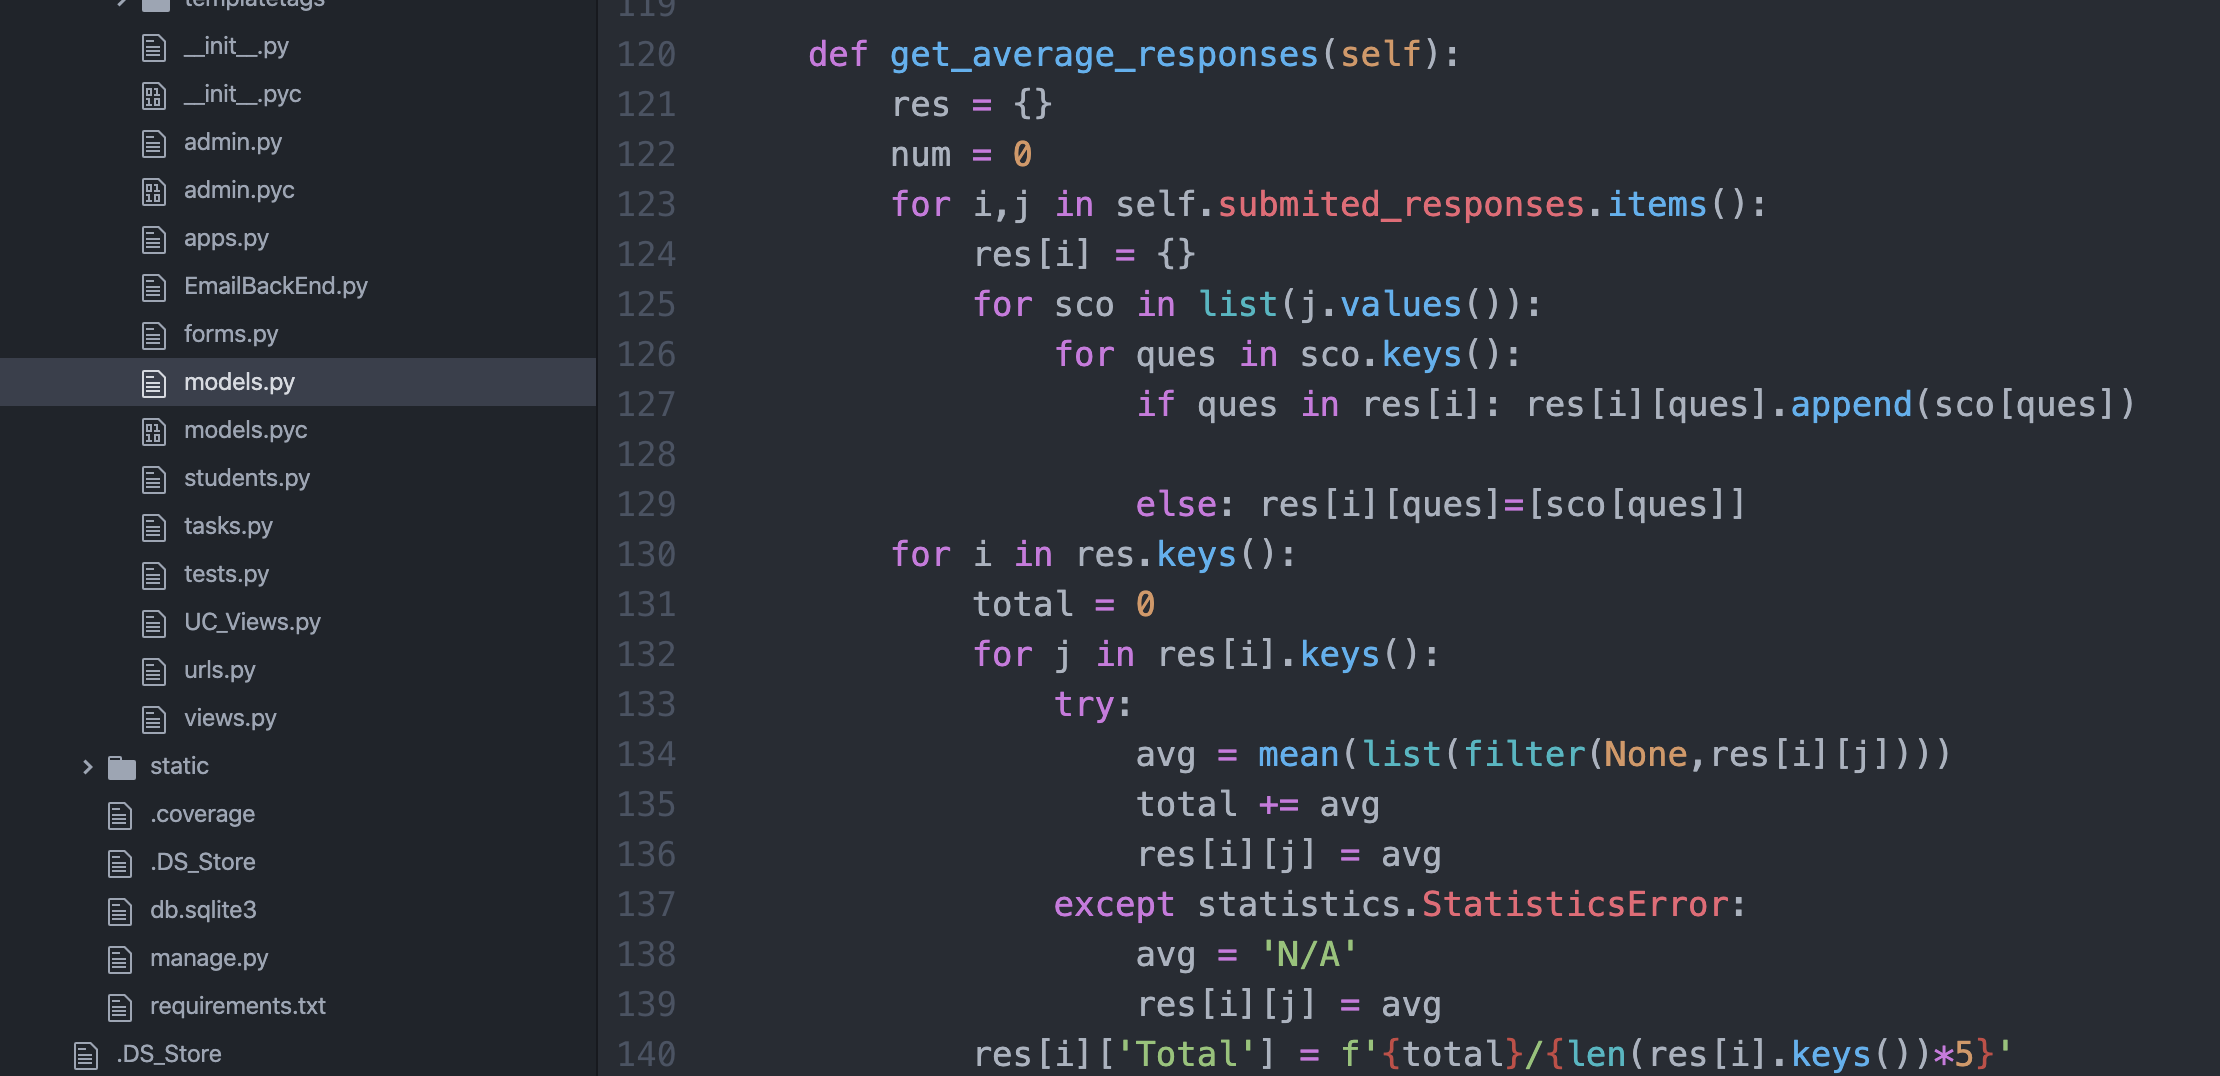 templatetags
__init__.py
__init__.pyc
admin.py
admin.pyc
apps.py
EmailBackEnd.py
forms.py
models.py
models.pyc
students.py
tasks.py
tests.py
UC_Views.py
urls.py
views.py
static
.coverage
.DS_Store
db.sqlite3
manage.py
requirements.txt
.DS_Store
119
120 def get_average_responses(self):
121 res = {}
122 num = 0
123 for i,j in self.submited_responses.items():
124 res[i] = {}
125 for sco in list(j.values()):
126 for ques in sco.keys():
127 if ques in res[i]: res[i][ques].append(sco[ques])
128
129 else: res[i][ques]=[sco[ques]]
130 for i in res.keys():
131 total = 0
132 for j in res[i].keys():
133 try:
134 avg = mean(list(filter(None,res[i][j])))
135 total += avg
136 res[i][j] = avg
137 except statistics.StatisticsError:
138 avg = 'N/A'
139 res[i][j] = avg
140 res[i]['Total'] = f'{total}/{len(res[i].keys())*5}'